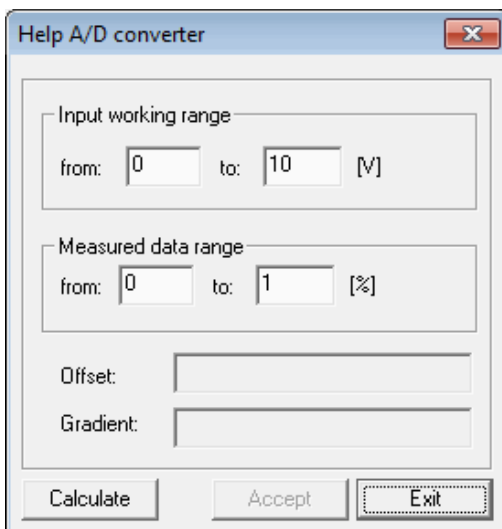 Help A/D converter
Input working range
from: 0 to: 10 [V]
Measured data range
from: 0 to: 1 [%]
Offset:
Gradient:
Calculate Accept Exit